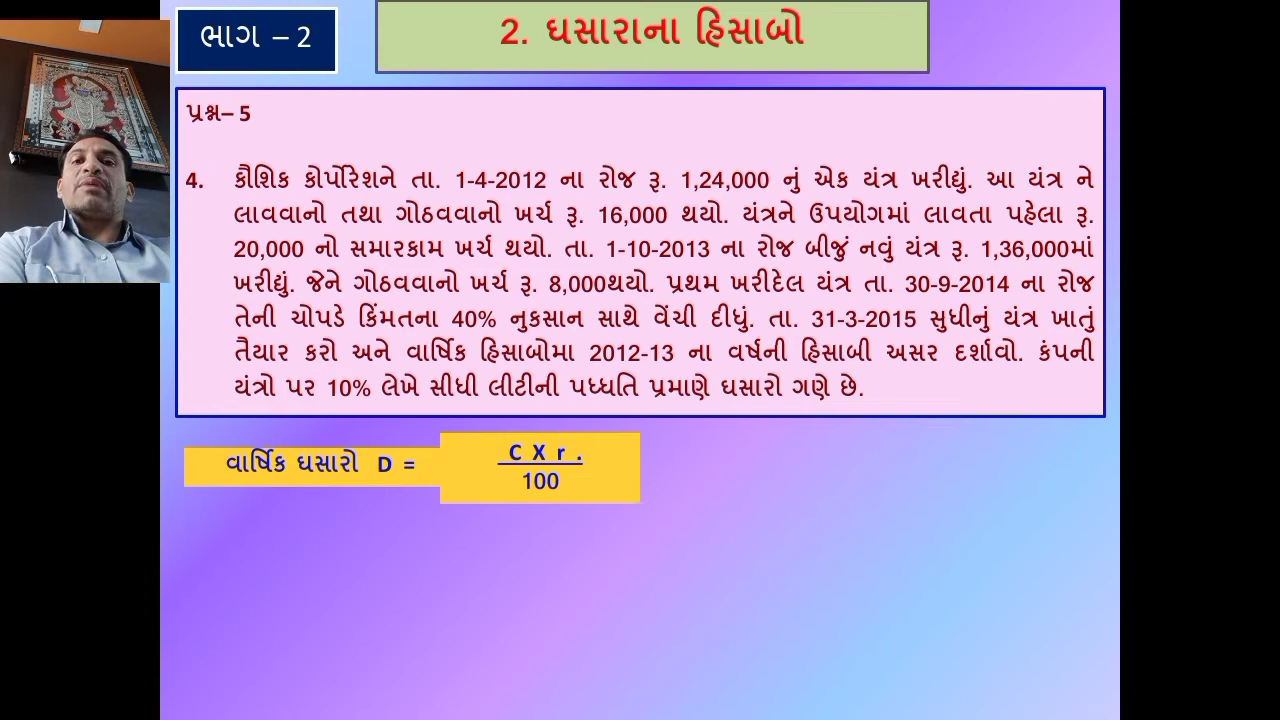 ભાગ – 2
2. ઘસારાના હિસાબો
પ્રશ્ન– 5
4. કૌશિક કોર્પોરેશને તા. 1-4-2012 ના રોજ રૂ. 1,24,000 નું એક યંત્ર ખરીદ્યું. આ યંત્ર ને
લાવવાનો તથા ગોઠવવાનો ખર્ચ રૂ. 16,000 થયો. યંત્રને ઉપયોગમાં લાવતા પહેલા રૂ.
20,000 નો સમારકામ ખર્ચ થયો. તા. 1-10-2013 ના રોજ બીજું નવું યંત્ર રૂ. 1,36,000માં
ખરીદ્યું. જેને ગોઠવવાનો ખર્ચ રૂ. 8,000થયો. પ્રથમ ખરીદેલ યંત્ર તા. 30-9-2014 ના રોજ
તેની ચોપડે કિંમતના 40% નુકસાન સાથે વેંચી દીધું. તા. 31-3-2015 સુધીનું યંત્ર ખાતું
તૈયાર કરો અને વાર્ષિક હિસાબોમા 2012-13 ના વર્ષની હિસાબી અસર દર્શાવો. કંપની
યંત્રો પર 10% લેખે સીધી લીટીની પધ્ધતિ પ્રમાણે ઘસારો ગણે છે.
વાર્ષિક ઘસારો D = C X r .
100